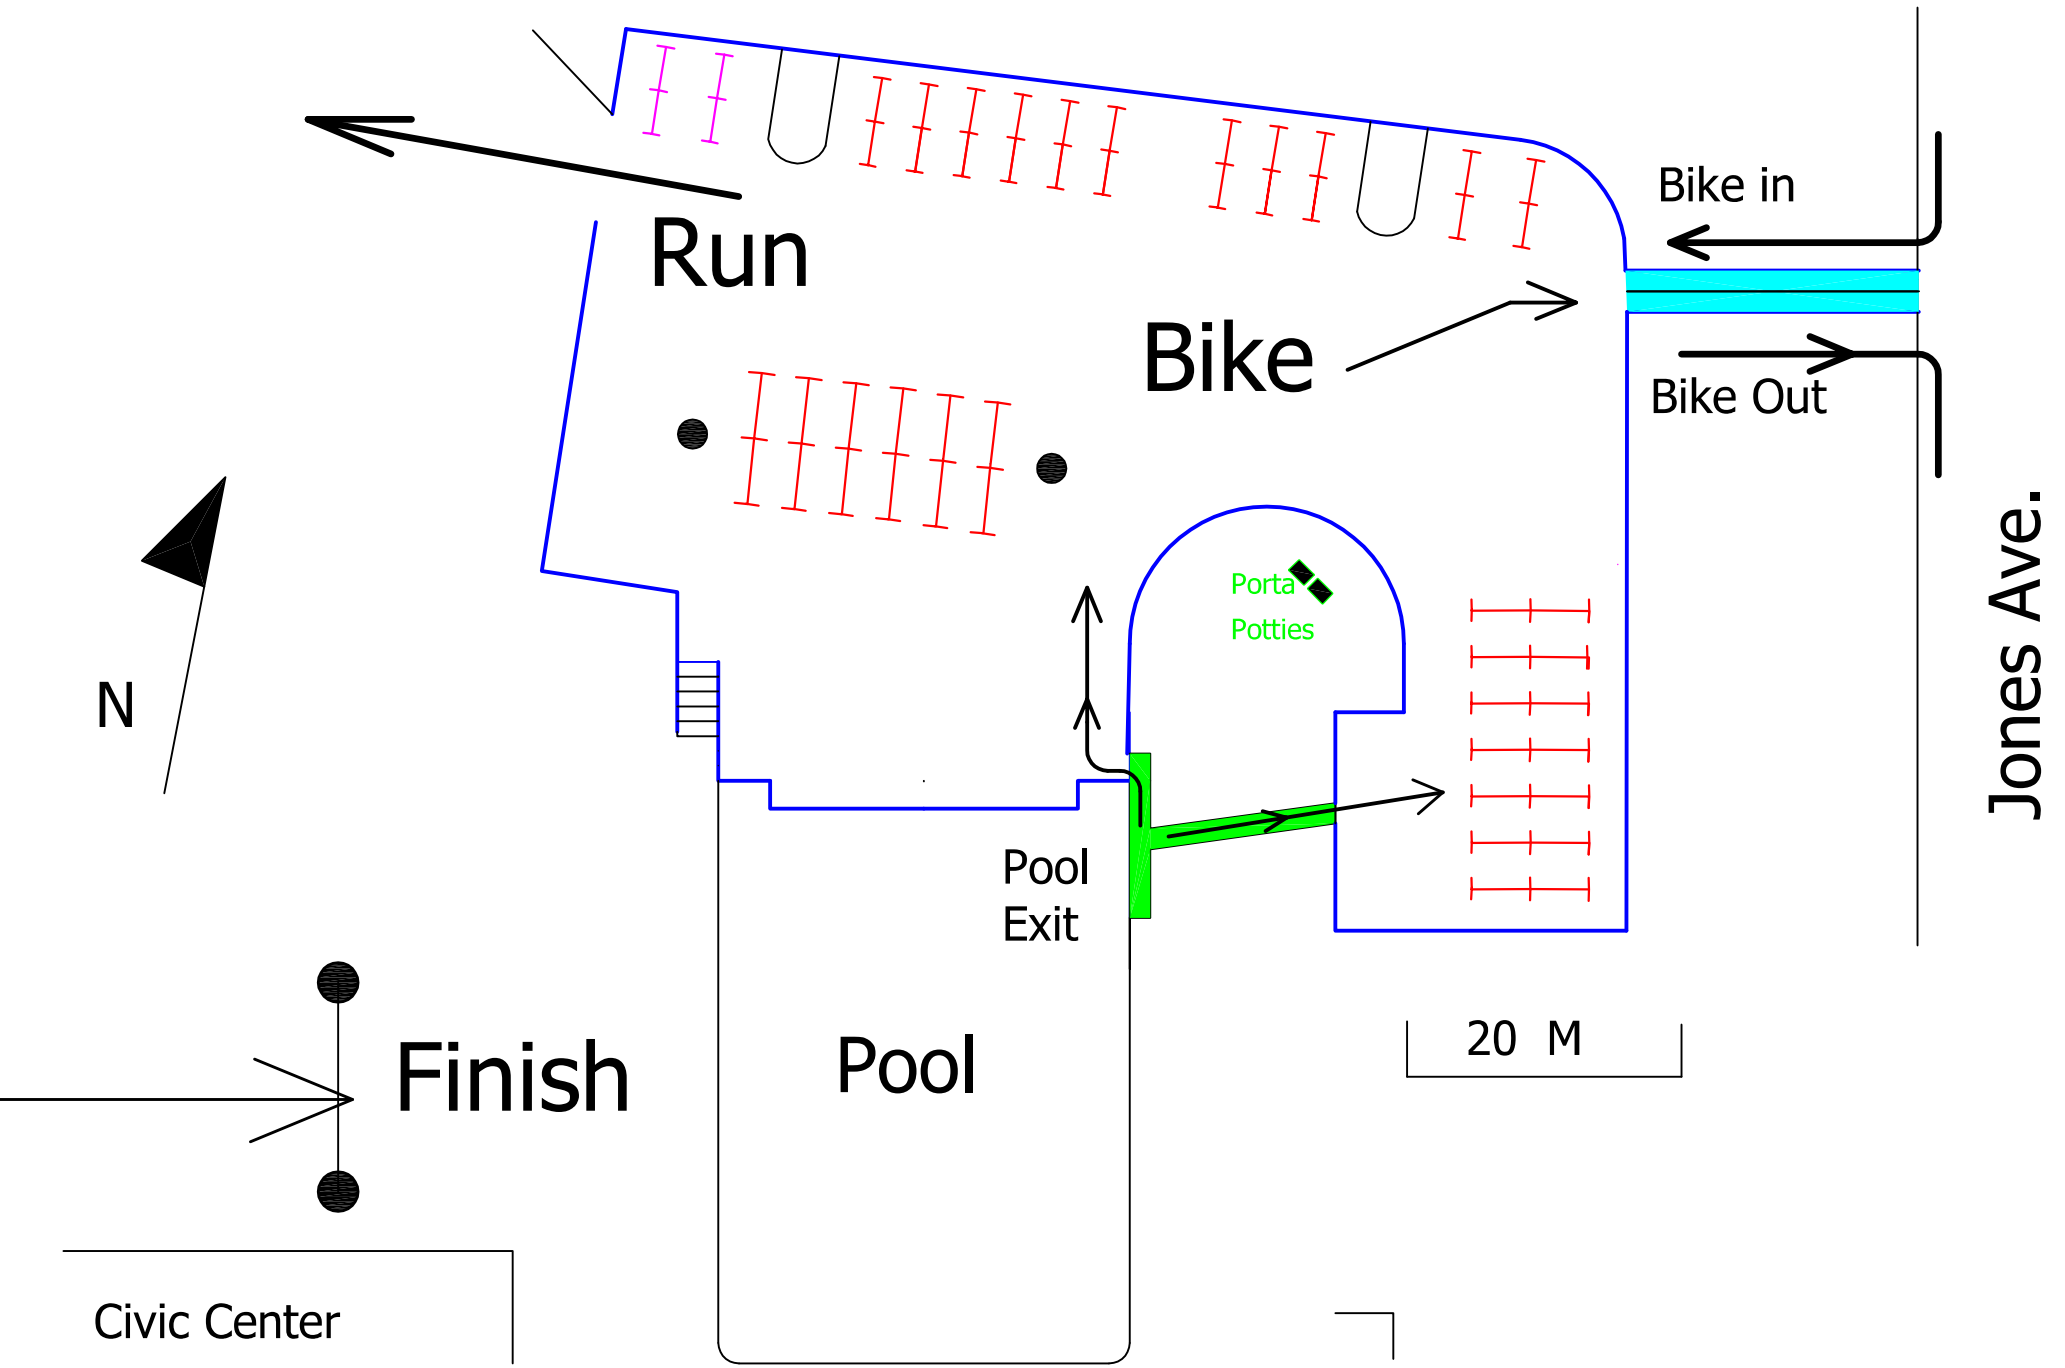 Bike in
Run
Bike
Bike Out
Porta
Potties
Jones Ave.
N
Pool
Exit
Finish
Pool
20 M
Civic Center